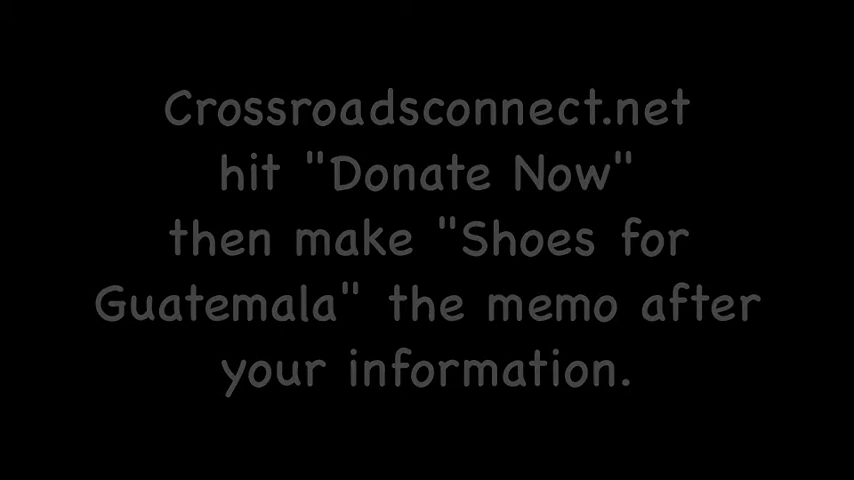 Crossroadsconnect.net
hit "Donate Now"
then make "Shoes for
Guatemala" the memo after
your information.